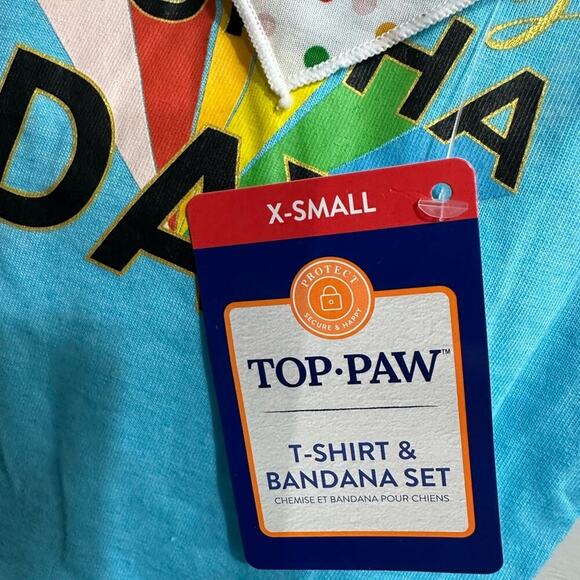 HA
DA
X-SMALL
PROTECT
SECURE & HAPPY
TOP•PAW™
T-SHIRT &
BANDANA SET
CHEMISE ET BANDANA POUR CHIENS